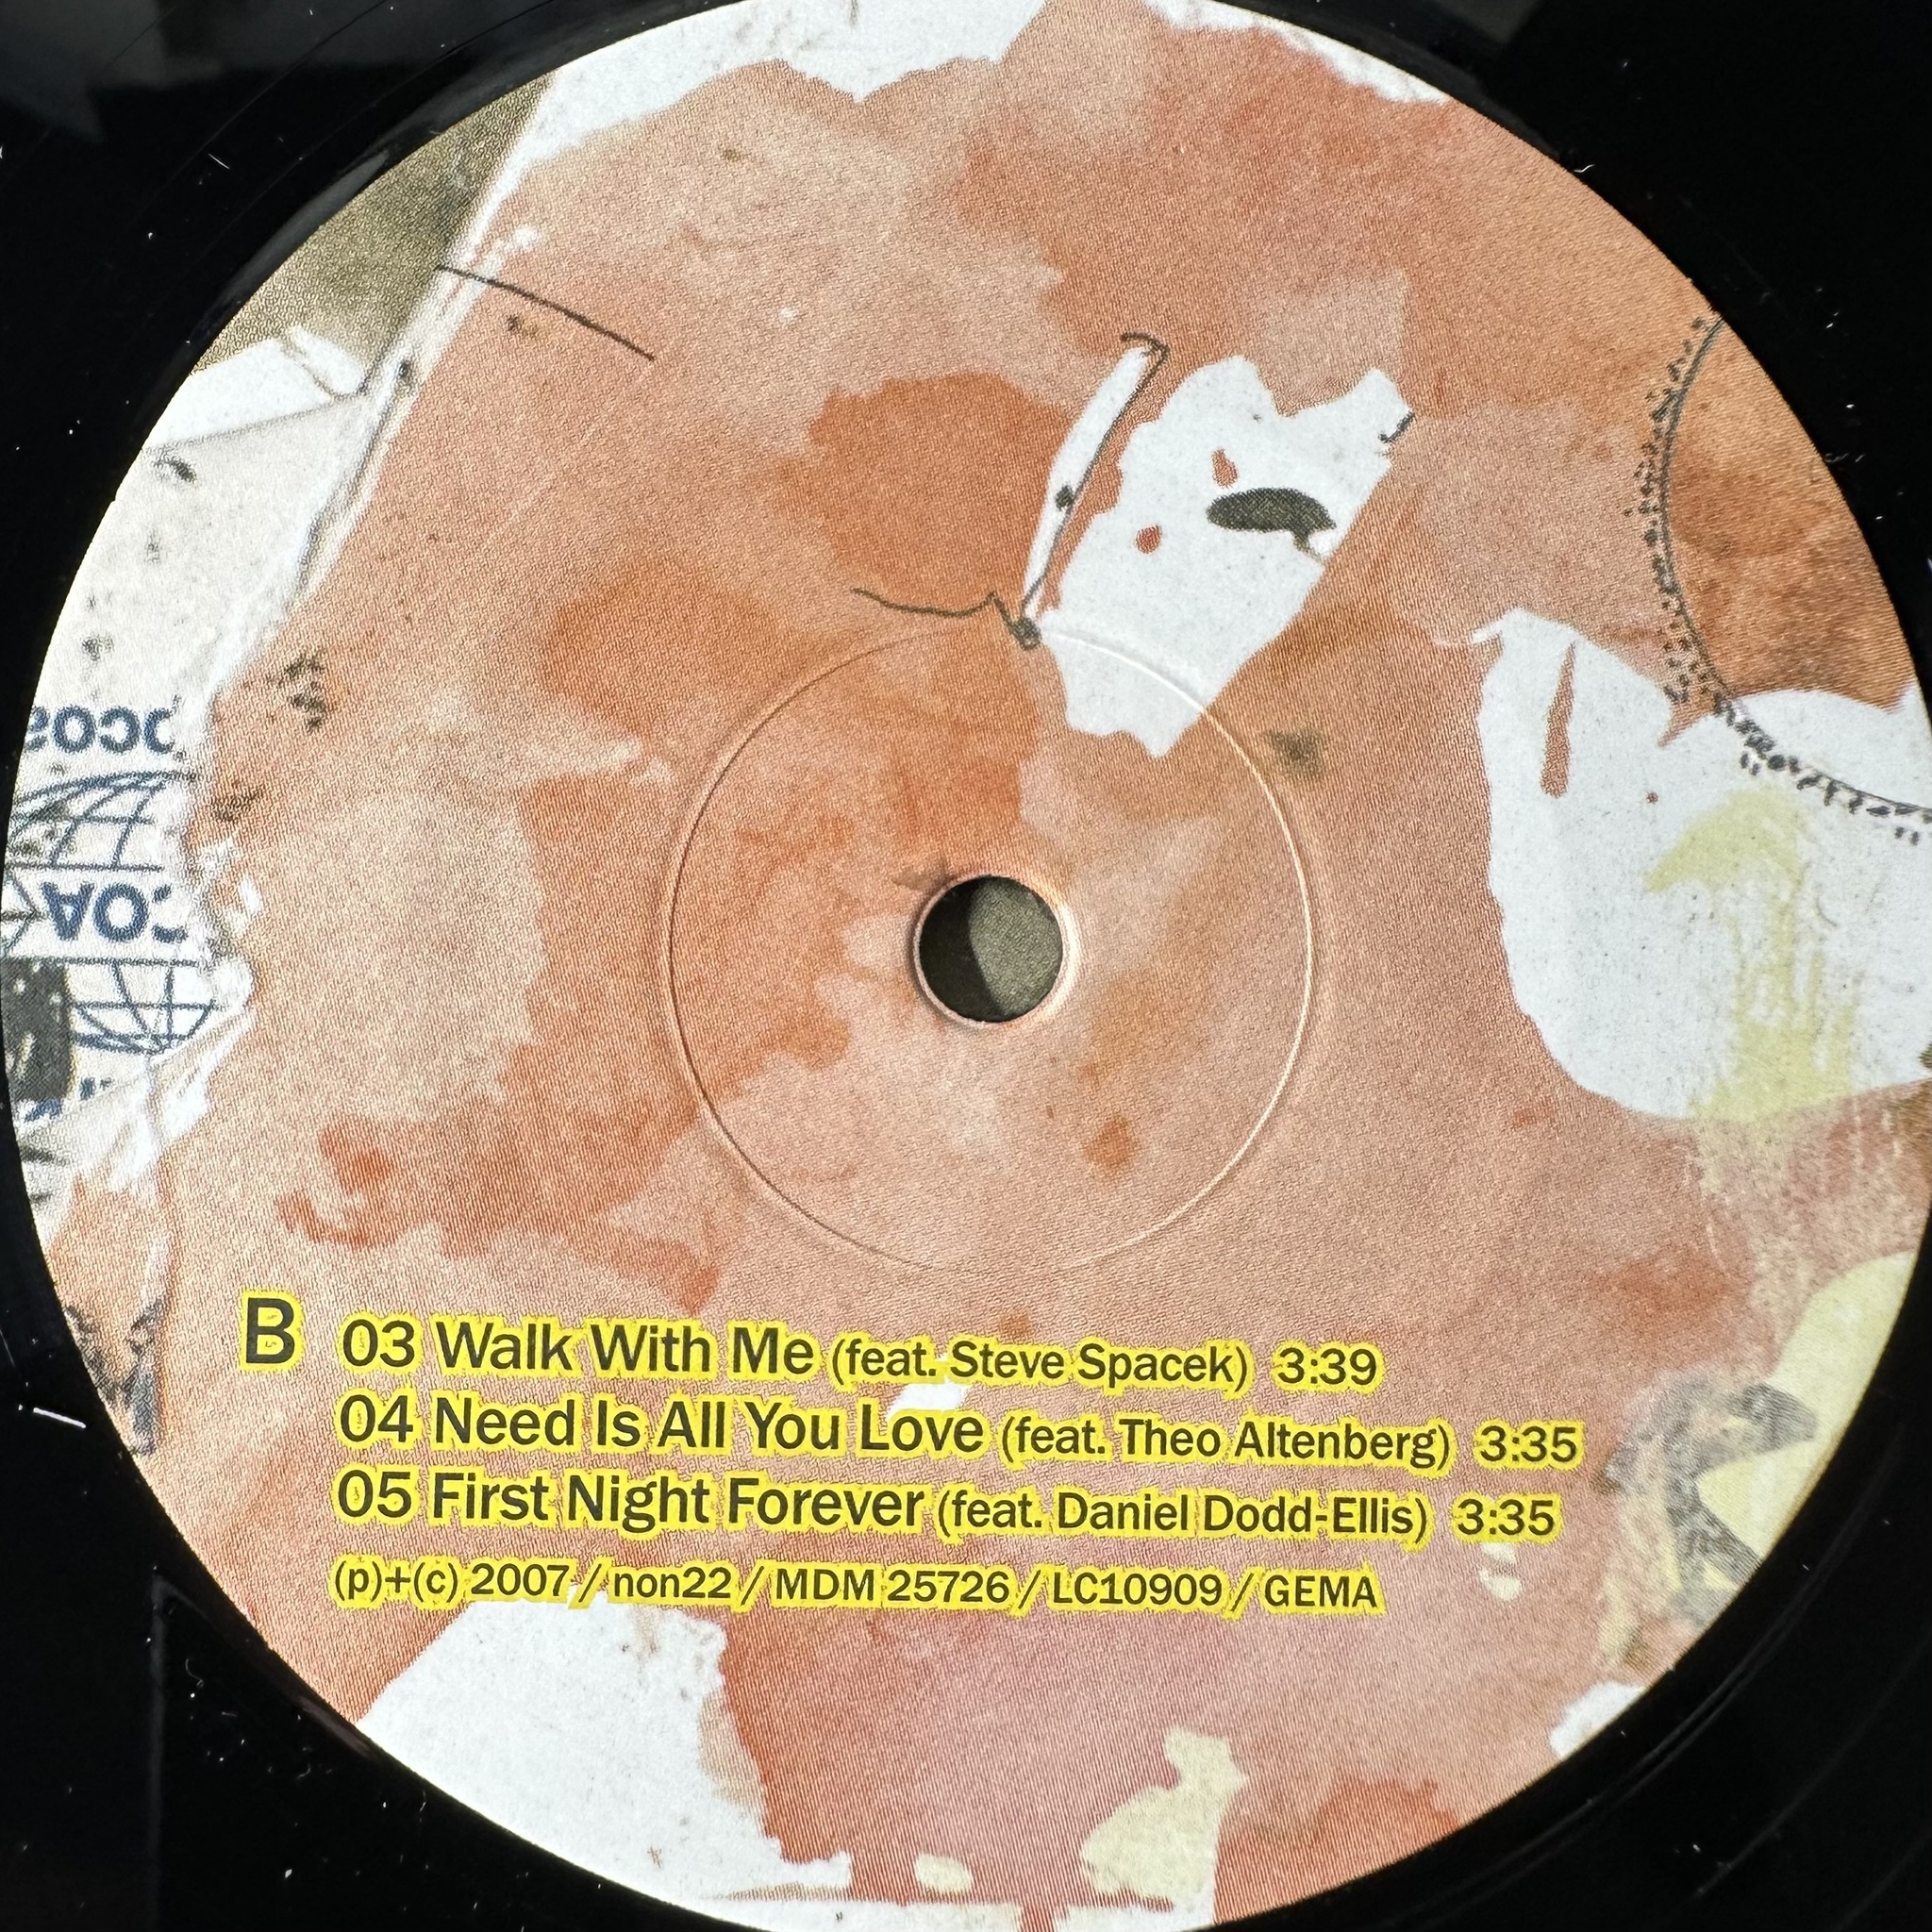 B 03 Walk With Me (feat. Steve Spacek) 3:39
04 Need Is All You Love (feat. Theo Altenberg) 3:35
05 First Night Forever (feat. Daniel Dodd-Ellis) 3:35
(p)+(c) 2007 / non22 / MDM 25726 / LC10909 / GEMA